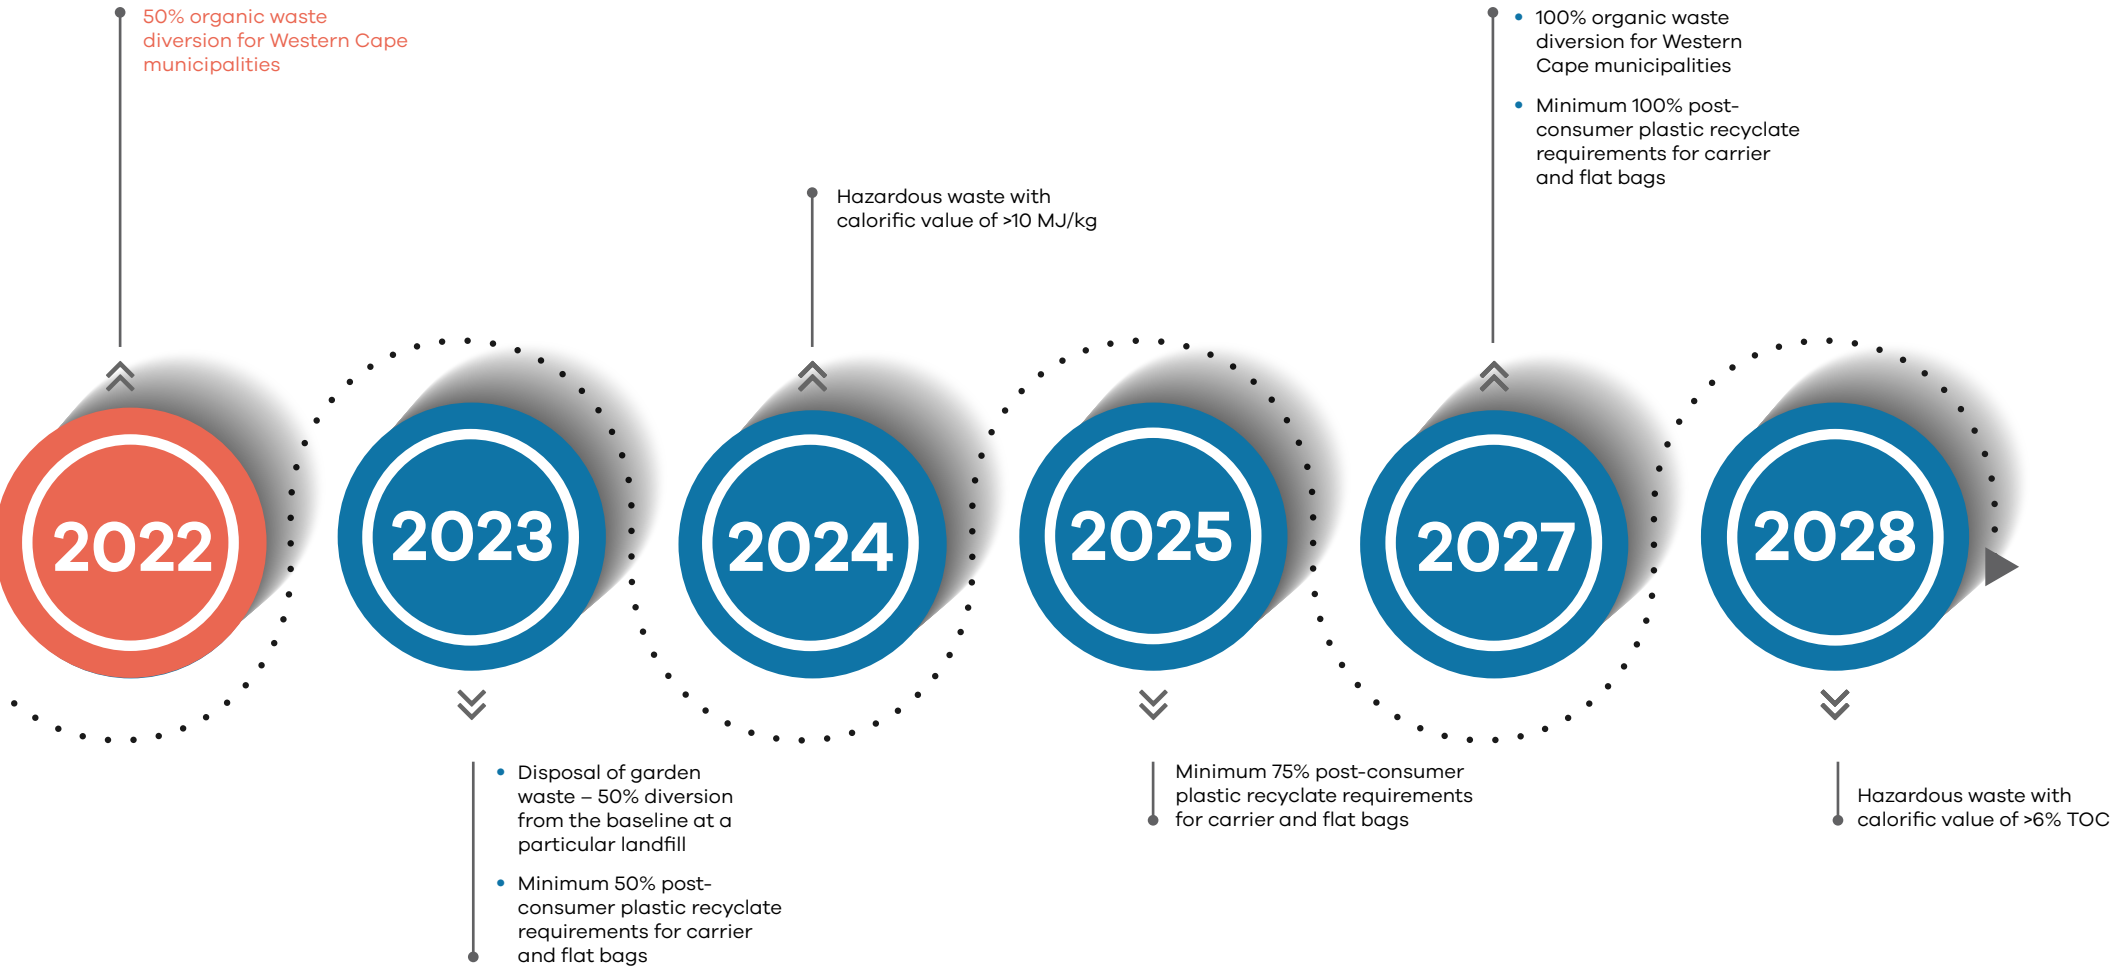 50% organic waste
diversion for Western Cape
municipalities
2022
2023
• Disposal of garden
waste – 50% diversion
from the baseline at a
particular landfill
• Minimum 50% post-
consumer plastic recyclate
requirements for carrier
and flat bags
Hazardous waste with
calorific value of >10 MJ/kg
2024
2025
Minimum 75% post-consumer
plastic recyclate requirements
for carrier and flat bags
• 100% organic waste
diversion for Western
Cape municipalities
• Minimum 100% post-
consumer plastic recyclate
requirements for carrier
and flat bags
2027
2028
Hazardous waste with
calorific value of >6% TOC